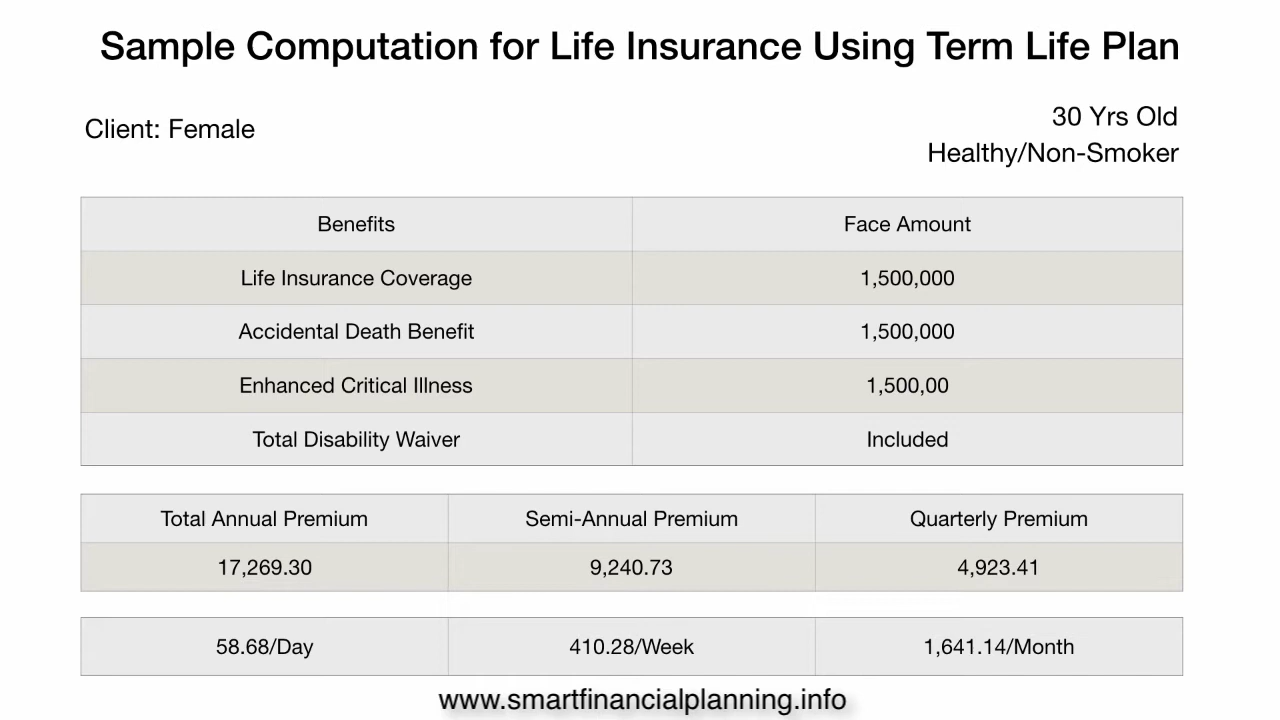 Sample Computation for Life Insurance Using Term Life Plan
Client: Female
30 Yrs Old
Healthy/Non-Smoker
Benefits Face Amount
Life Insurance Coverage 1,500,000
Accidental Death Benefit 1,500,000
Enhanced Critical Illness 1,500,00
Total Disability Waiver Included
Total Annual Premium Semi-Annual Premium Quarterly Premium
17,269.30 9,240.73 4,923.41
58.68/Day 410.28/Week 1,641.14/Month
www.smartfinancialplanning.info